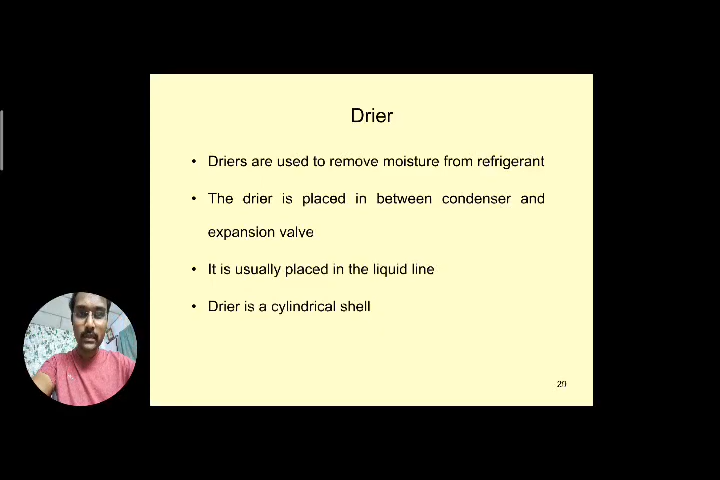 Drier
• Driers are used to remove moisture from refrigerant
• The drier is placed in between condenser and
expansion valve
• It is usually placed in the liquid line
• Drier is a cylindrical shell
29